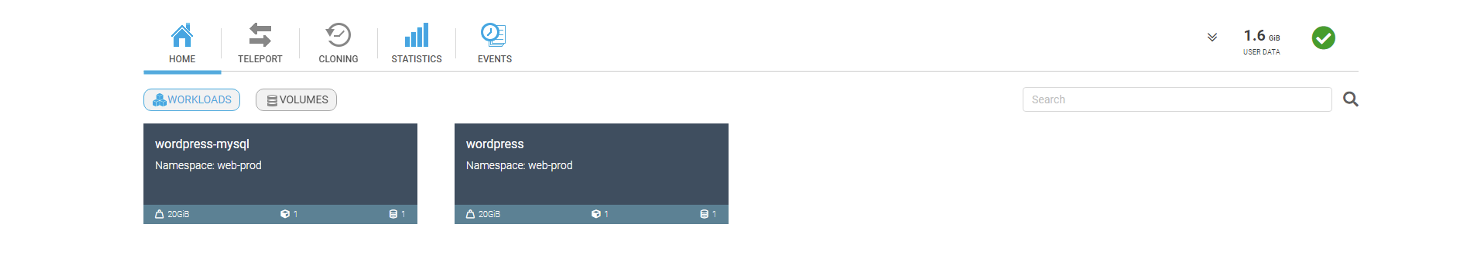 HOME
TELEPORT
CLONING
STATISTICS
EVENTS
1.6 GiB
USER DATA
WORKLOADS
VOLUMES
Search
wordpress-mysql
Namespace: web-prod
20GiB 1 1
wordpress
Namespace: web-prod
20GiB 1 1